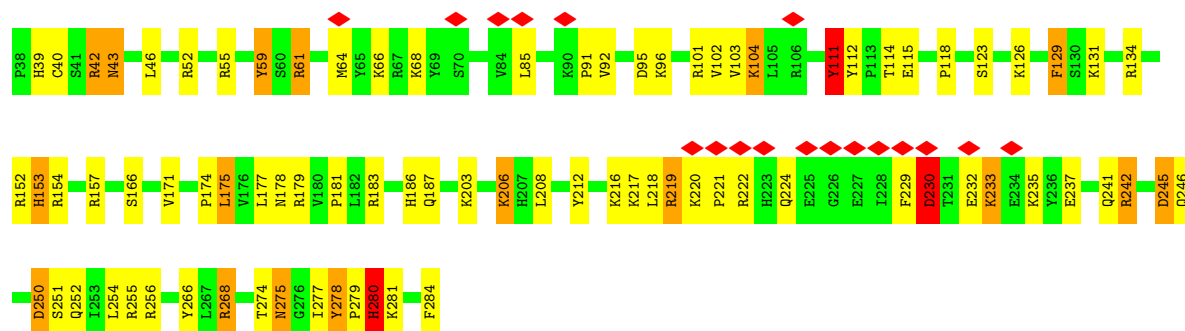 P38 H39 C40 S41 R42 N43 L46 R52 R55 Y59 S60 R61 M64 Y65 K66 R67 K68 Y69 S70 V84 L85 K90 P91 V92 D95 K96 R101 V102 V103 K104 L105 R106 Y111 Y112 P113 T114 E115 P118 S123 K126 F129 S130 K131 R134
R152 H153 R154 R157 S166 V171 P174 L175 V176 L177 N178 R179 V180 P181 L182 R183 H186 Q187 K203 K206 H207 L208 Y212 K216 K217 L218 R219 K220 P221 R222 H223 Q224 E225 G226 E227 I228 F229 D230 T231 E232 K233 E234 K235 Y236 E237 Q241 R242 D245 Q246
D250 S251 Q252 I253 L254 R255 R256 Y266 L267 R268 T274 N275 G276 I277 Y278 P279 H280 K281 F284